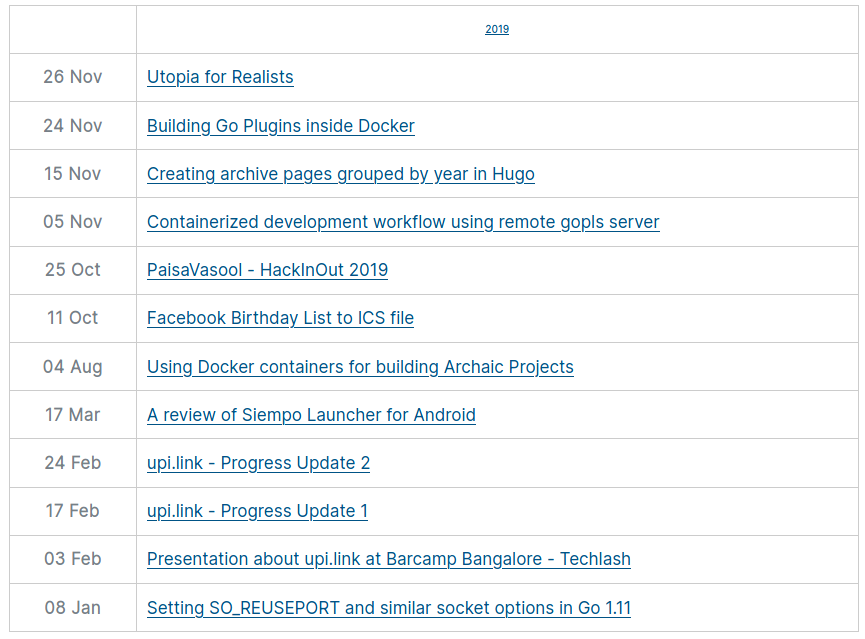 2019
26 Nov Utopia for Realists
24 Nov Building Go Plugins inside Docker
15 Nov Creating archive pages grouped by year in Hugo
05 Nov Containerized development workflow using remote gopls server
25 Oct PaisaVasool - HackInOut 2019
11 Oct Facebook Birthday List to ICS file
04 Aug Using Docker containers for building Archaic Projects
17 Mar A review of Siempo Launcher for Android
24 Feb upi.link - Progress Update 2
17 Feb upi.link - Progress Update 1
03 Feb Presentation about upi.link at Barcamp Bangalore - Techlash
08 Jan Setting SO_REUSEPORT and similar socket options in Go 1.11